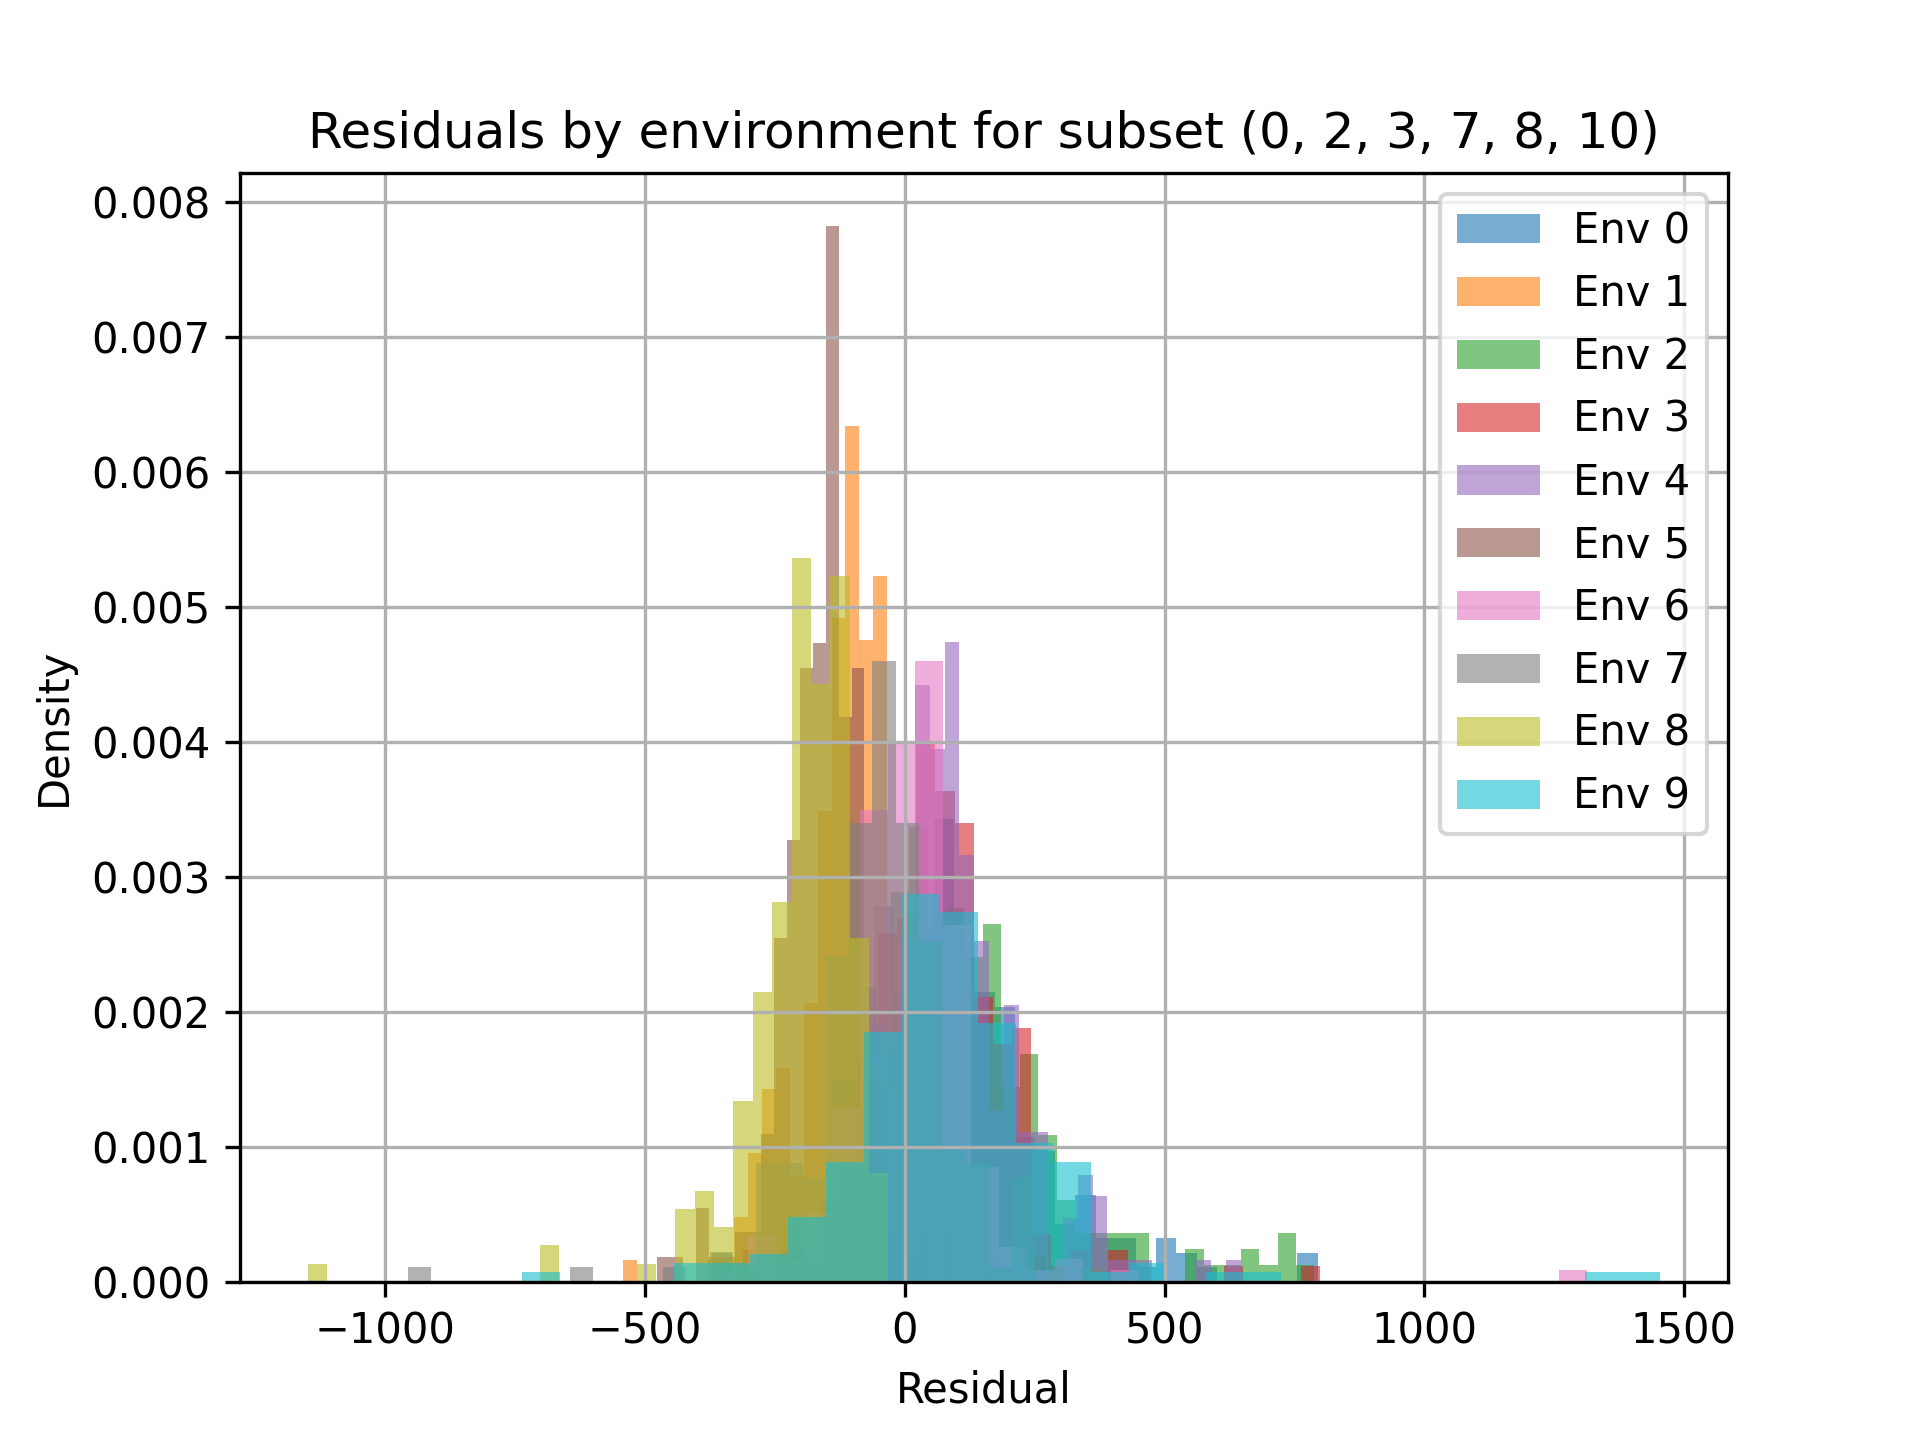 Residuals by environment for subset (0, 2, 3, 7, 8, 10)
0.008
0.007
0.006
0.005
0.004
0.003
0.002
0.001
0.000
Density
−1000
−500
0
500
1000
1500
Residual
Env 0
Env 1
Env 2
Env 3
Env 4
Env 5
Env 6
Env 7
Env 8
Env 9